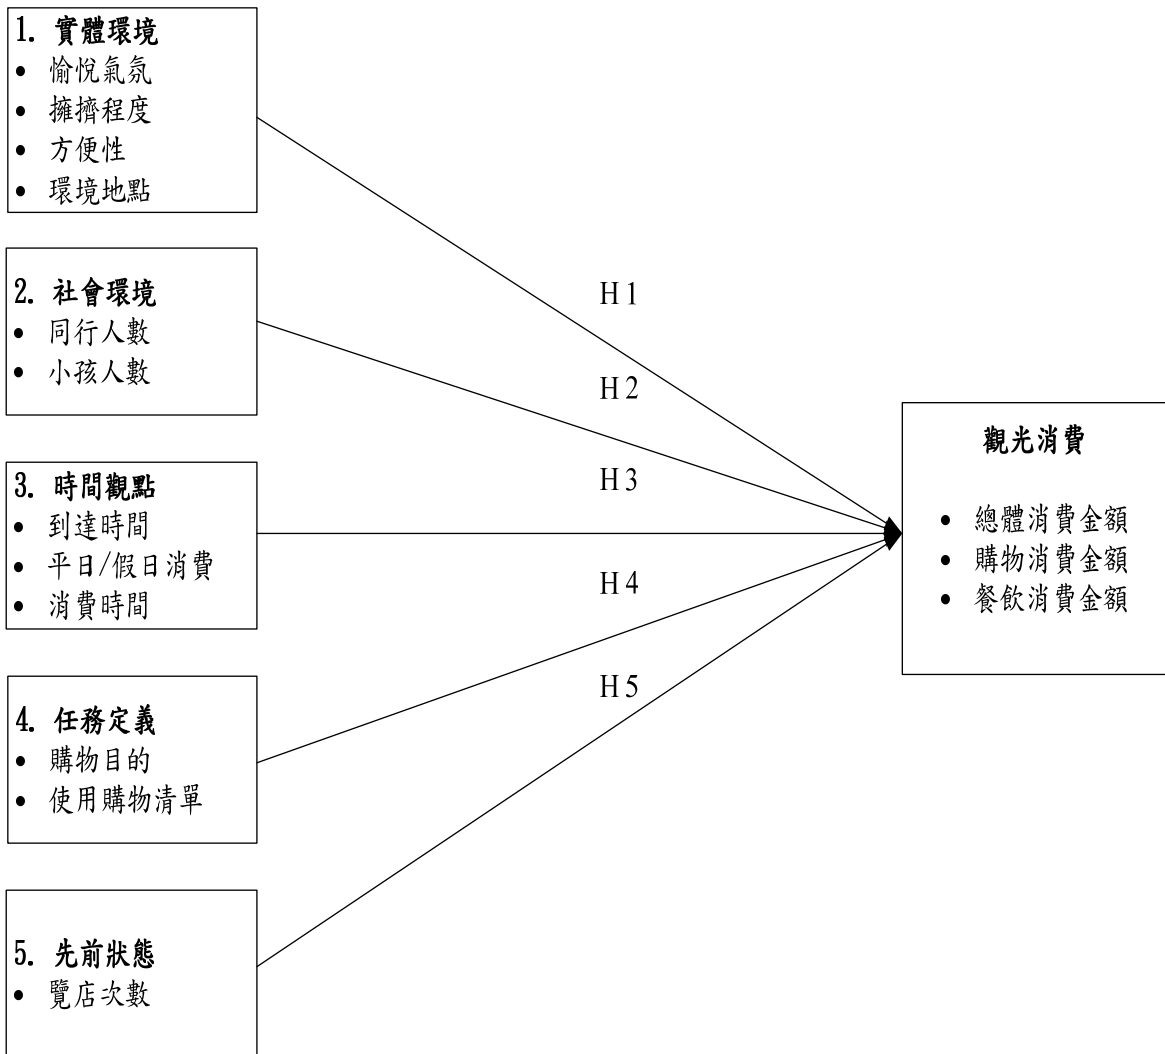 1. 實體環境
• 愉悅氣氛
• 擁擠程度
• 方便性
• 環境地點
2. 社會環境
• 同行人數
• 小孩人數
3. 時間觀點
• 到達時間
• 平日/假日消費
• 消費時間
4. 任務定義
• 購物目的
• 使用購物清單
5. 先前狀態
• 覽店次數
H1
H2
H3
H4
H5
觀光消費
• 總體消費金額
• 購物消費金額
• 餐飲消費金額